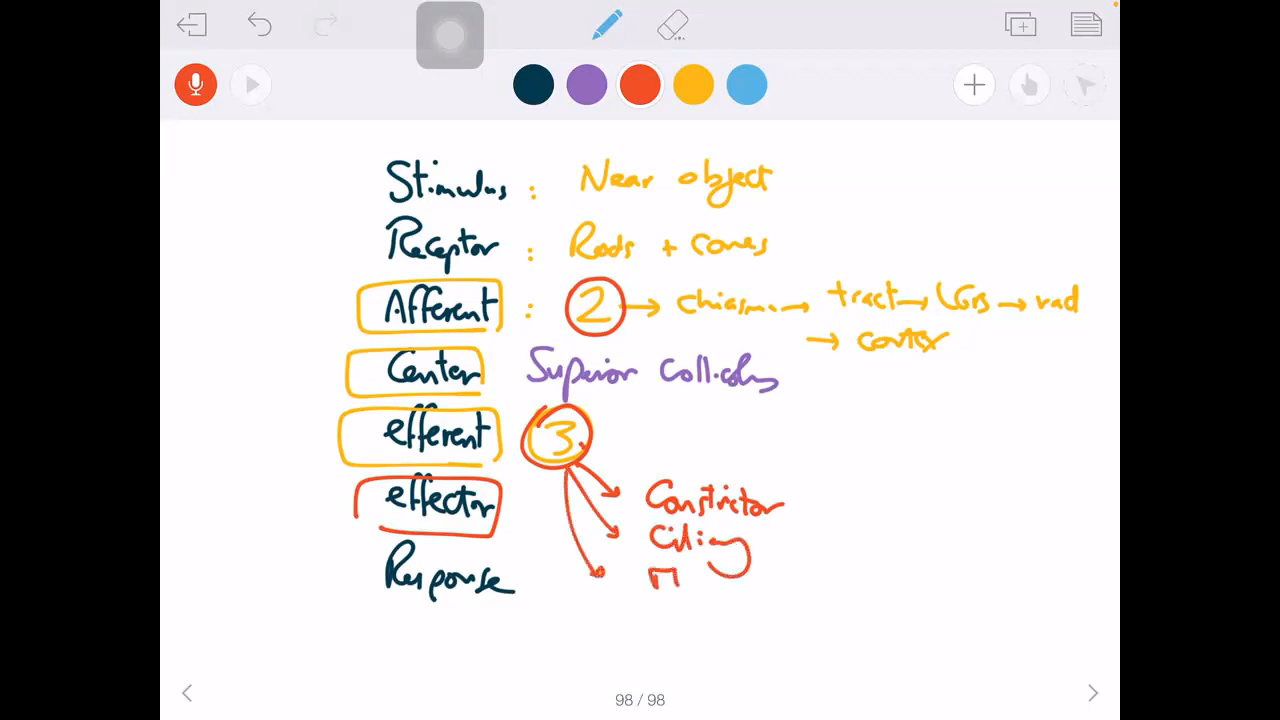 Stimulus : Near object
Receptor : Rods + cones
Afferent : 2 → chiasma → tract → LGB → rad
→ cortex
Center Superior Colliculus
efferent 3
effector Constrictor
Ciliary
Response M
98 / 98